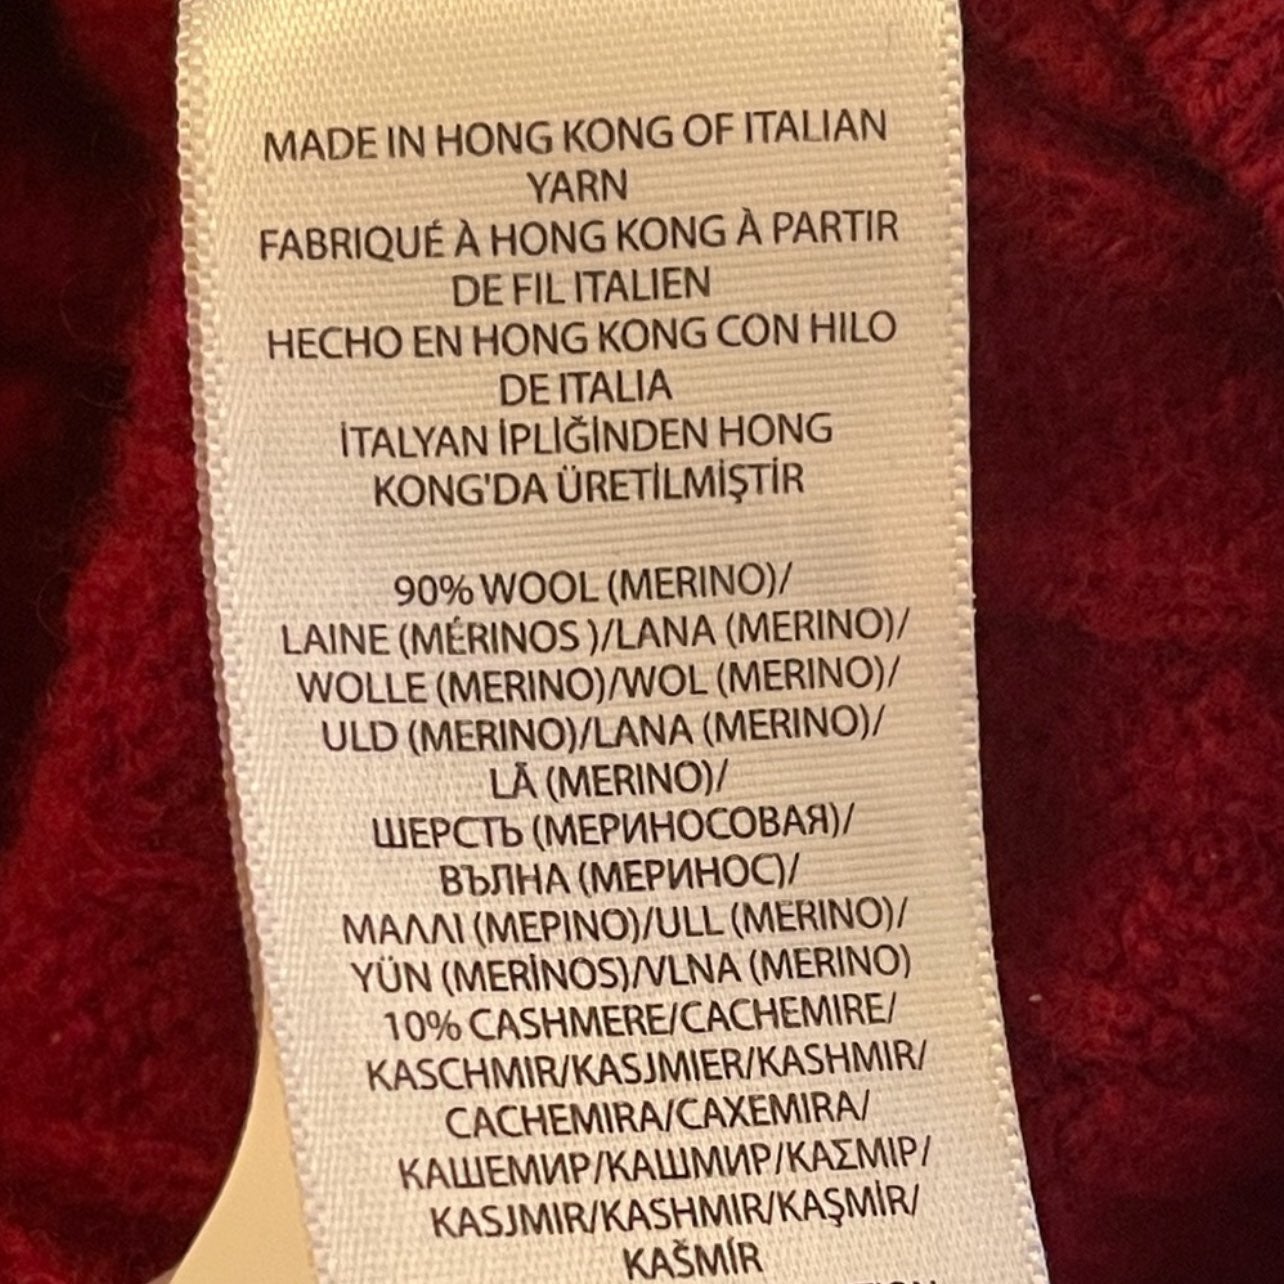 MADE IN HONG KONG OF ITALIAN
YARN
FABRIQUÉ À HONG KONG À PARTIR
DE FIL ITALIEN
HECHO EN HONG KONG CON HILO
DE ITALIA
İTALYAN İPLİĞİNDEN HONG
KONG'DA ÜRETİLMİŞTİR
90% WOOL (MERINO)/
LAINE (MÉRINOS )/LANA (MERINO)/
WOLLE (MERINO)/WOL (MERINO)/
ULD (MERINO)/LANA (MERINO)/
LÃ (MERINO)/
ШЕРСТЬ (МЕРИНОСОВАЯ)/
ВЪЛНА (МЕРИНОС)/
ΜΑΛΛΙ (ΜΕΡΙΝΟ)/ULL (MERINO)/
YÜN (MERİNOS)/VLNA (MERINO)
10% CASHMERE/CACHEMIRE/
KASCHMIR/KASJMIER/KASHMIR/
CACHEMIRA/CAXEMIRA/
КАШЕМИР/КАШМИР/ΚΑΣΜΙΡ/
KASJMIR/KASHMIR/KAŞMİR/
KAŠMÍR